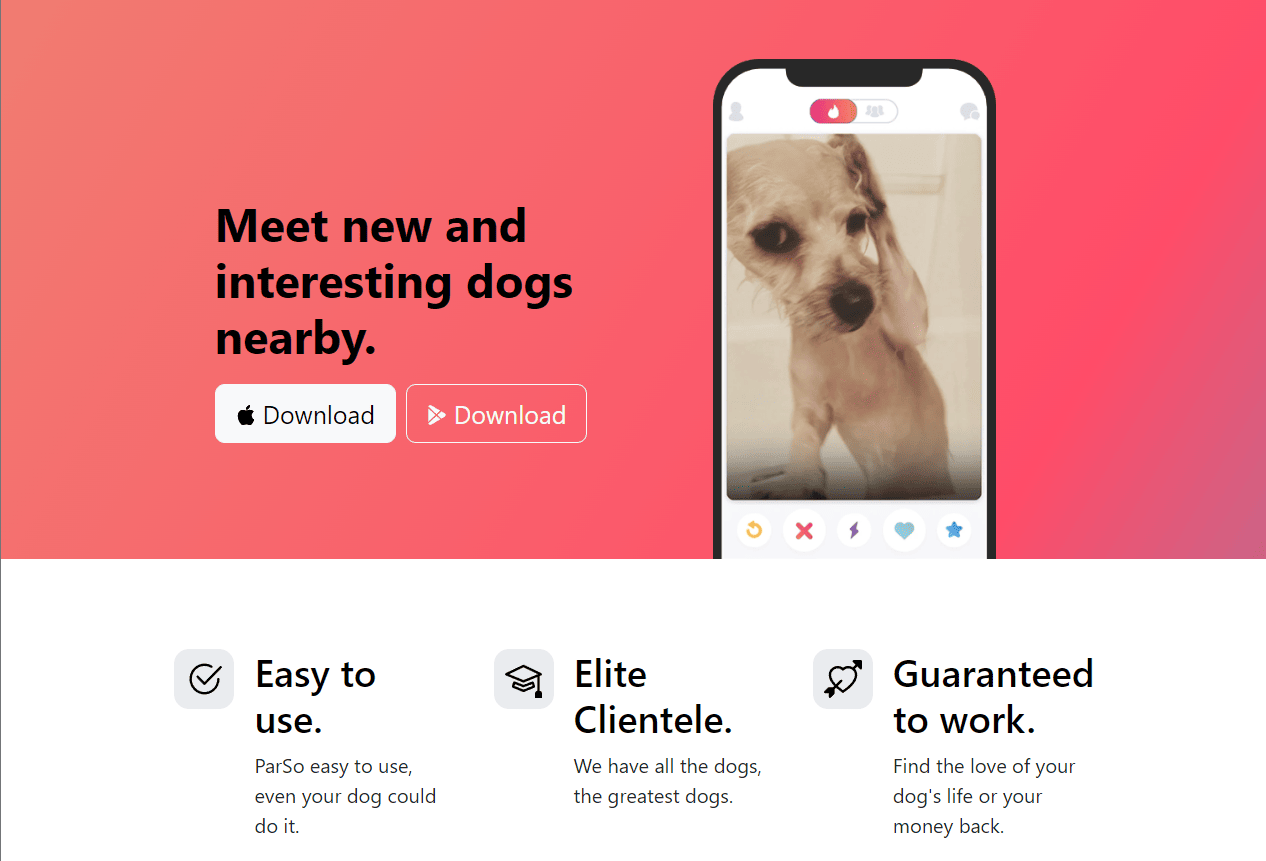 Meet new and
interesting dogs
nearby.
Download
Download
Easy to
use.
ParSo easy to use,
even your dog could
do it.
Elite
Clientele.
We have all the dogs,
the greatest dogs.
Guaranteed
to work.
Find the love of your
dog's life or your
money back.